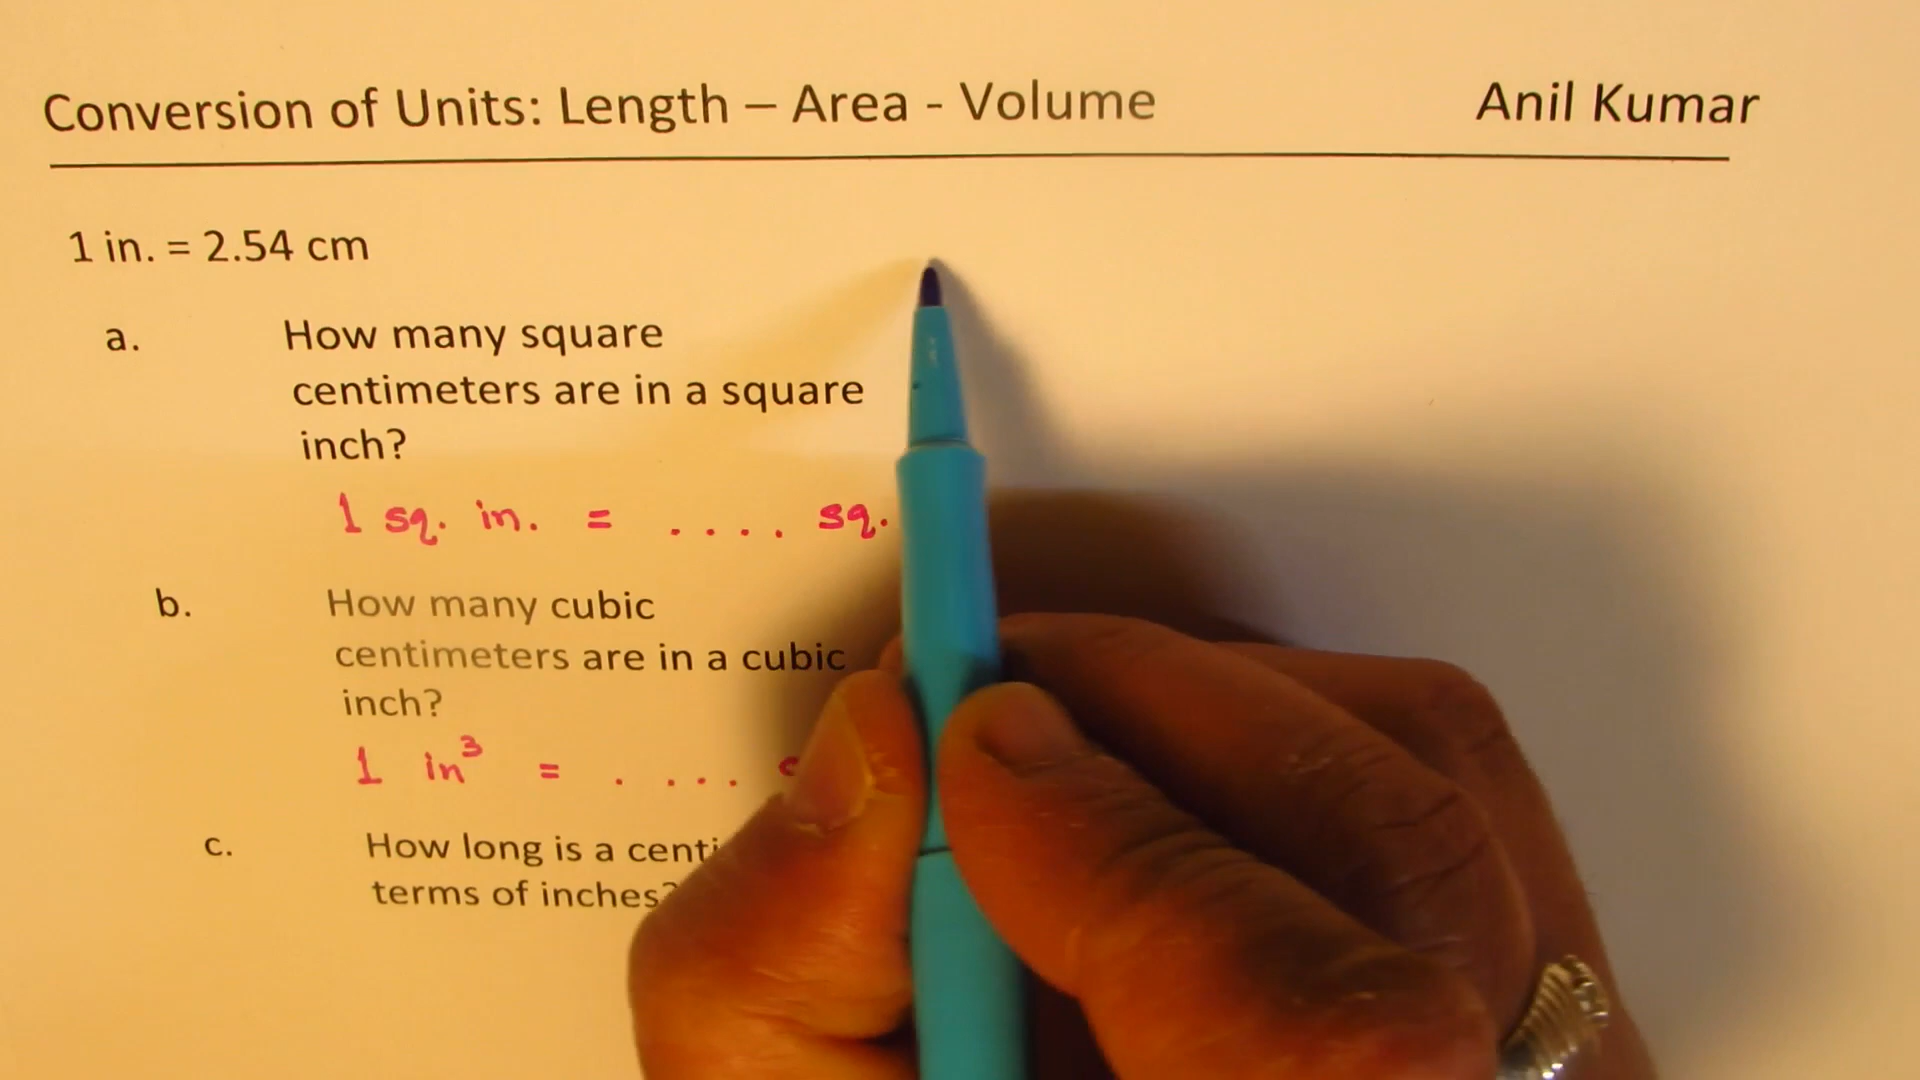 Conversion of Units: Length – Area - Volume Anil Kumar
1 in. = 2.54 cm
a. How many square
centimeters are in a square
inch?
1 sq. in. = .... sq.
b. How many cubic
centimeters are in a cubic
inch?
1 in³ = ....
c. How long is a centi
terms of inches?